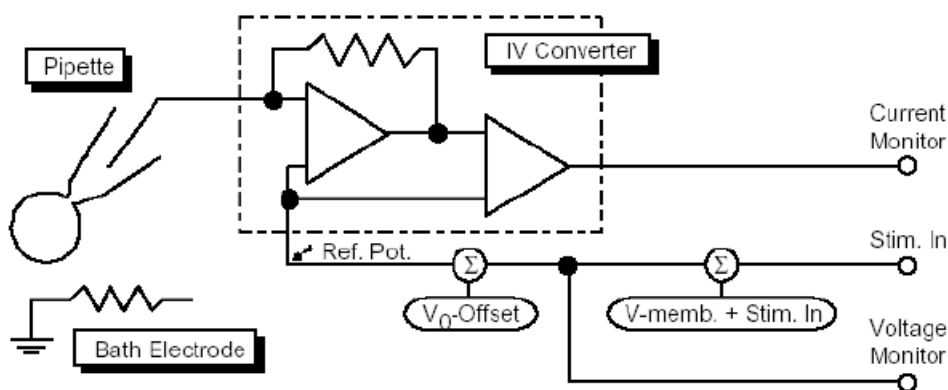 Pipette
IV Converter
Current
Monitor
Ref. Pot.
Σ
Σ
Stim. In
V0-Offset
V-memb. + Stim. In
Bath Electrode
Voltage
Monitor